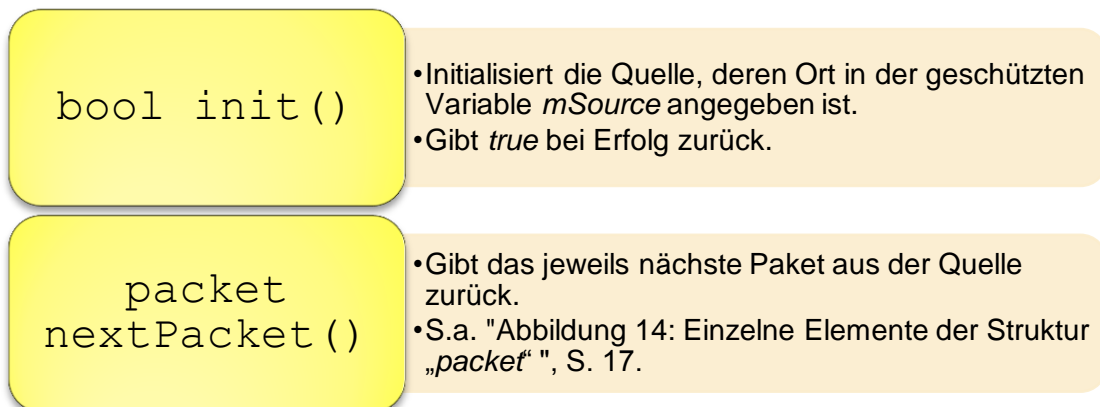 bool init()
•Initialisiert die Quelle, deren Ort in der geschützten
Variable mSource angegeben ist.
•Gibt true bei Erfolg zurück.
packet
nextPacket()
•Gibt das jeweils nächste Paket aus der Quelle
zurück.
•S.a. "Abbildung 14: Einzelne Elemente der Struktur
„packet“ ", S. 17.